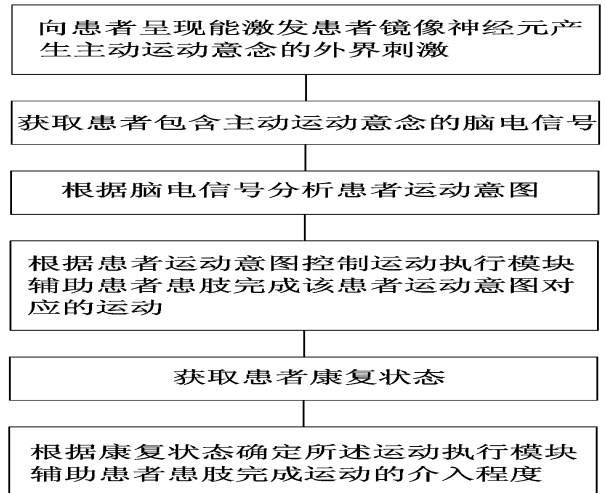 向患者呈现能激发患者镜像神经元产
生主动运动意念的外界刺激
获取患者包含主动运动意念的脑电信号
根据脑电信号分析患者运动意图
根据患者运动意图控制运动执行模块
辅助患者患肢完成该患者运动意图对
应的运动
获取患者康复状态
根据康复状态确定所述运动执行模块
辅助患者患肢完成运动的介入程度